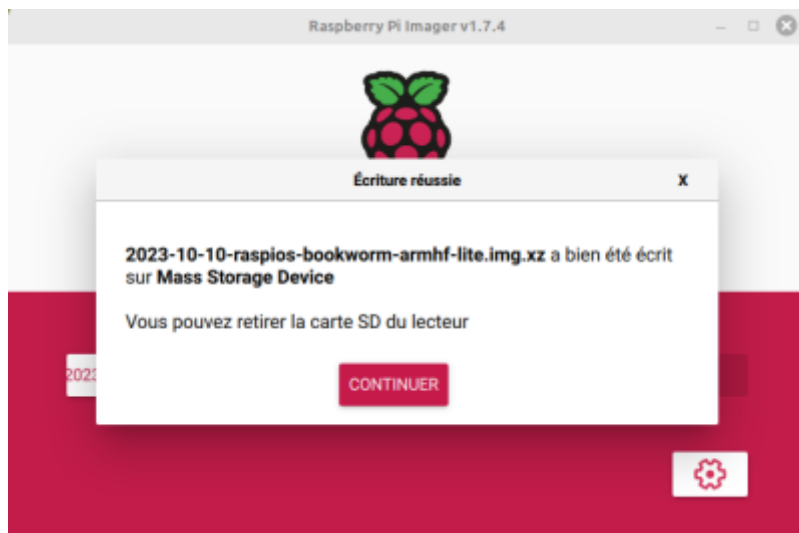 Raspberry Pi Imager v1.7.4
Écriture réussie
X
2023-10-10-raspios-bookworm-armhf-lite.img.xz a bien été écrit
sur Mass Storage Device
Vous pouvez retirer la carte SD du lecteur
2023
CONTINUER